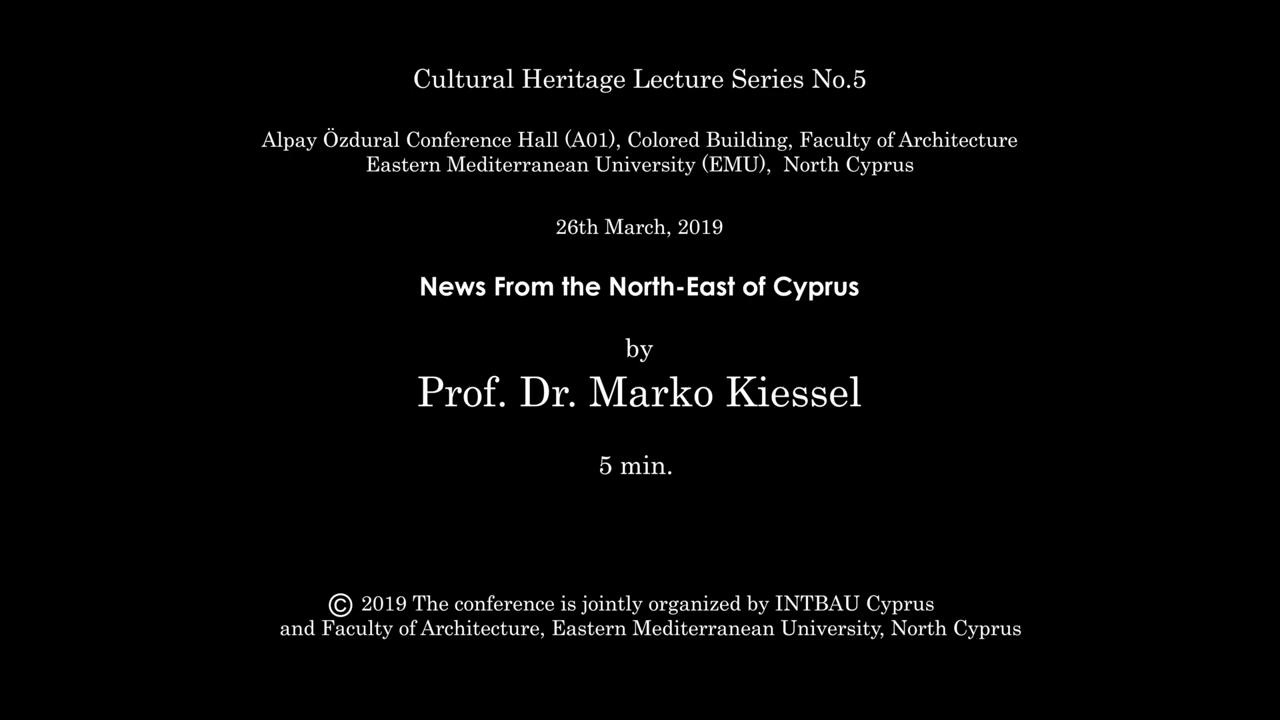 Cultural Heritage Lecture Series No.5
Alpay Özdural Conference Hall (A01), Colored Building, Faculty of Architecture
Eastern Mediterranean University (EMU), North Cyprus
26th March, 2019
News From the North-East of Cyprus
by
Prof. Dr. Marko Kiessel
5 min.
© 2019 The conference is jointly organized by INTBAU Cyprus
and Faculty of Architecture, Eastern Mediterranean University, North Cyprus